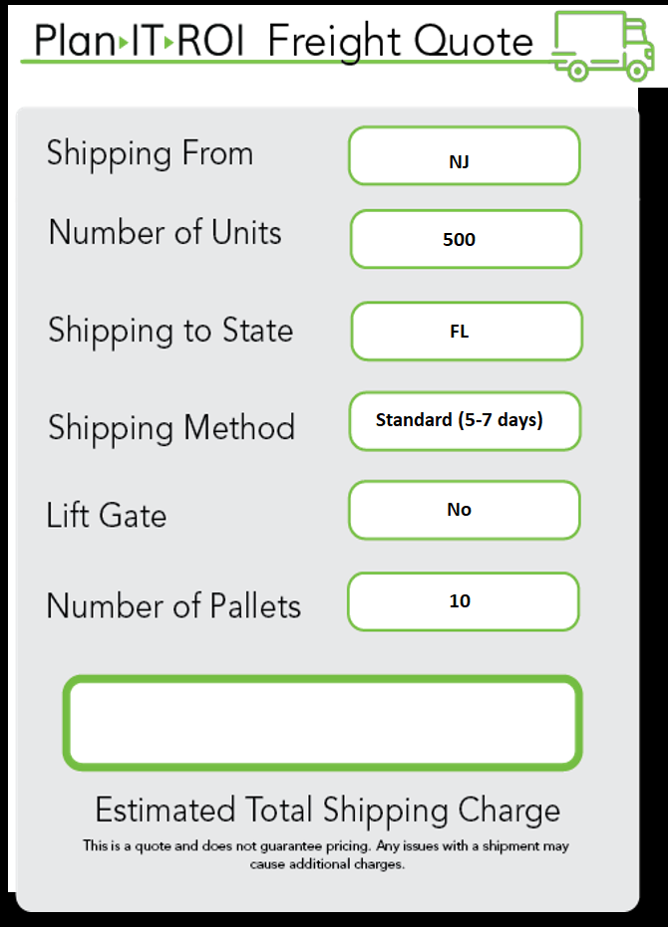 Plan IT ROI Freight Quote
Shipping From NJ
Number of Units 500
Shipping to State FL
Shipping Method Standard (5-7 days)
Lift Gate No
Number of Pallets 10
Estimated Total Shipping Charge
This is a quote and does not guarantee pricing. Any issues with a shipment may
cause additional charges.